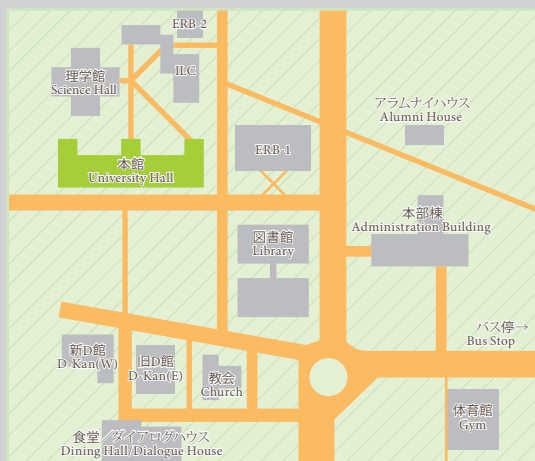 ERB-2
ILC
理学館
Science Hall
アラムナイハウス
Alumni House
ERB-1
本館
University Hall
本部棟
Administration Building
図書館
Library
バス停→
Bus Stop
新D館
D-Kan(W)
旧D館
D-Kan(E)
教会
Church
体育館
Gym
食堂／ダイアログハウス
Dining Hall/Dialogue House